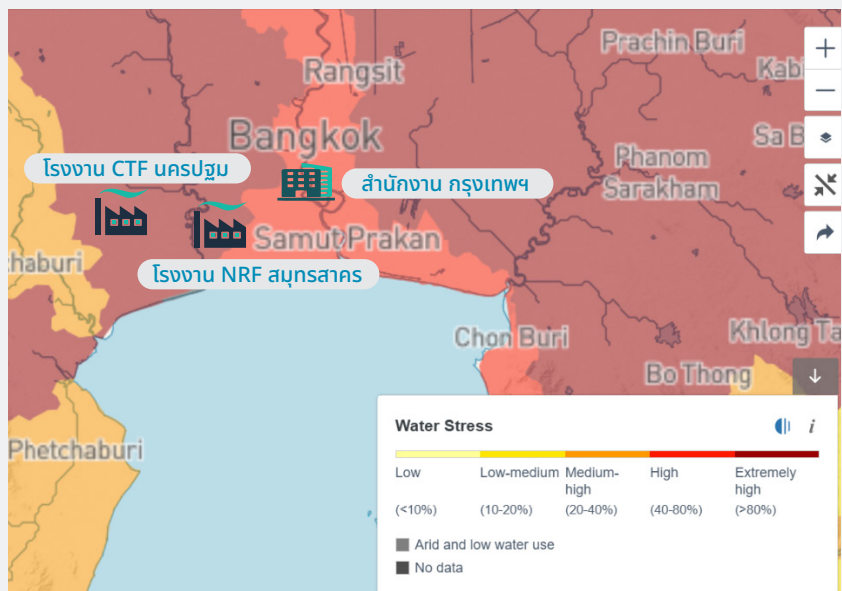 Prachin Buri
Kabi
Rangsit
Bangkok
Sa B
โรงงาน CTF นครปฐม
Phanom
Sarakham
สำนักงาน กรุงเทพฯ
Samut Prakan
haburi
โรงงาน NRF สมุทรสาคร
Chon Buri
Khlong Ta
Bo Thong
Phetchaburi
Water Stress
i
Low
Low-medium
Medium-
high
High
Extremely
high
(<10%)
(10-20%)
(20-40%)
(40-80%)
(>80%)
Arid and low water use
No data